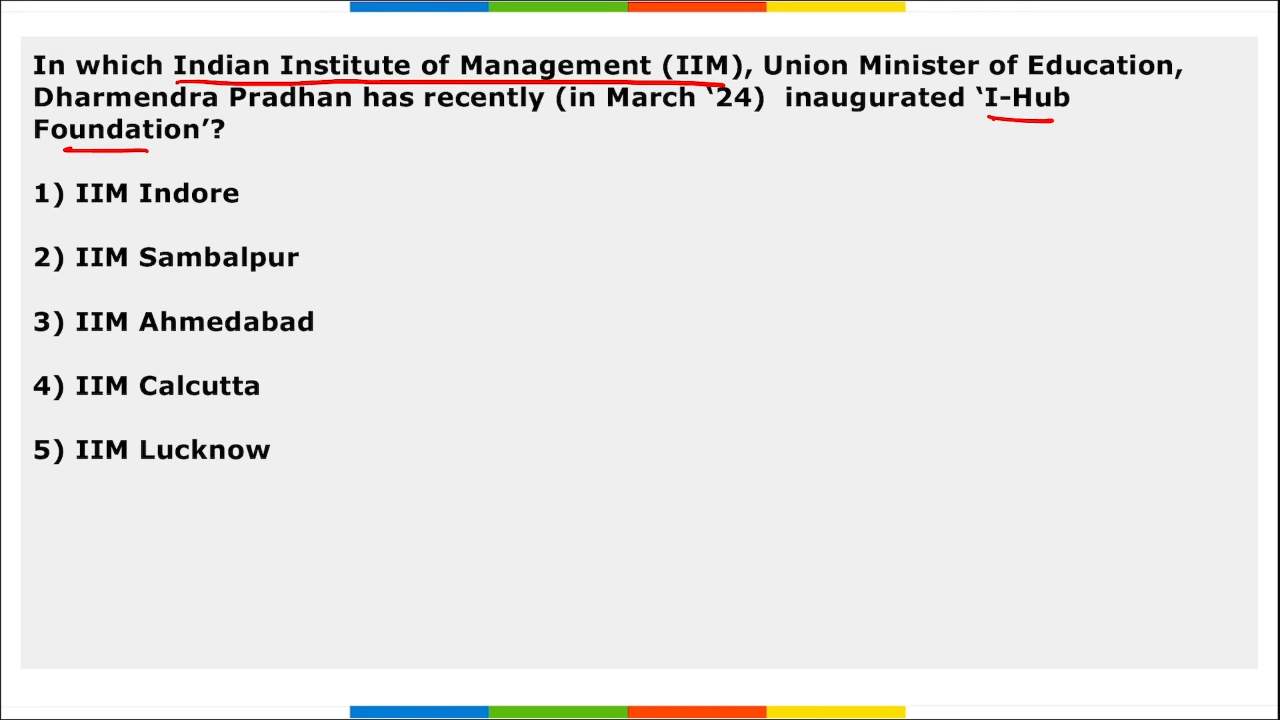 In which Indian Institute of Management (IIM), Union Minister of Education,
Dharmendra Pradhan has recently (in March ‘24) inaugurated ‘I-Hub
Foundation’?
1) IIM Indore
2) IIM Sambalpur
3) IIM Ahmedabad
4) IIM Calcutta
5) IIM Lucknow